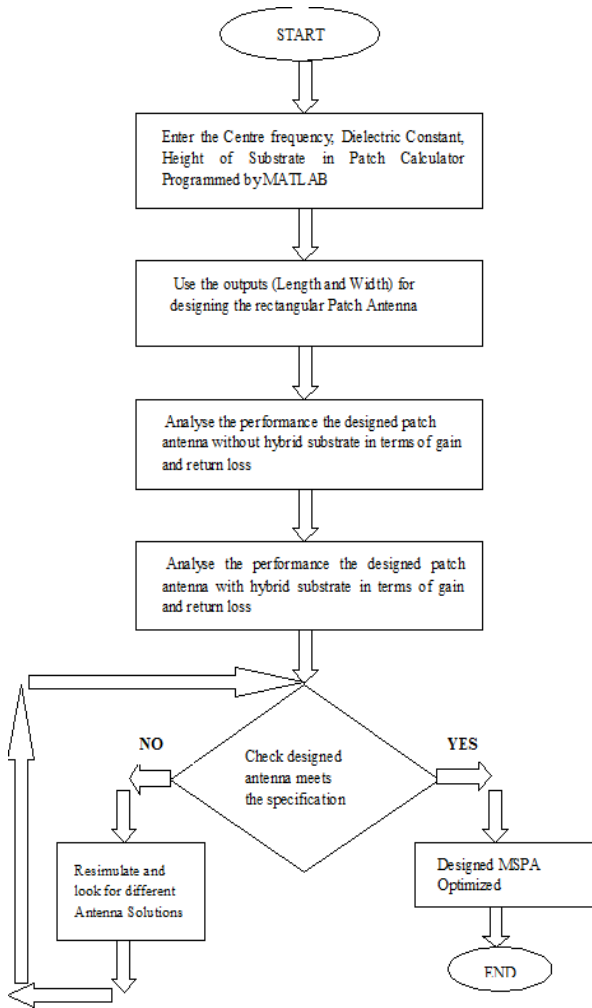 START
Enter the Centre frequency, Dielectric Constant,
Height of Substrate in Patch Calculator
Programmed by MATLAB
Use the outputs (Length and Width) for
designing the rectangular Patch Antenna
Analyse the performance the designed patch
antenna without hybrid substrate in terms of gain
and return loss
Analyse the performance the designed patch
antenna with hybrid substrate in terms of gain
and return loss
NO
YES
Check designed
antenna meets
the specification
Resimulate and
look for different
Antenna Solutions
Designed MSPA
Optimized
END